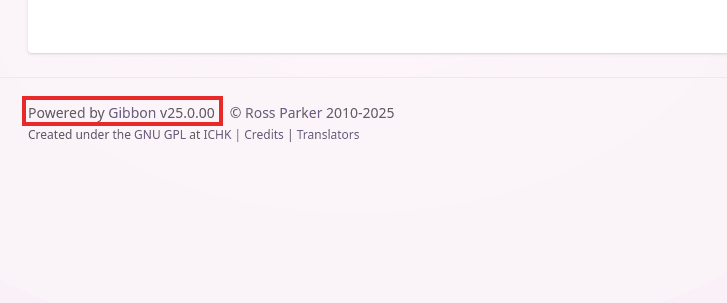 Powered by Gibbon v25.0.00 © Ross Parker 2010-2025
Created under the GNU GPL at ICHK | Credits | Translators